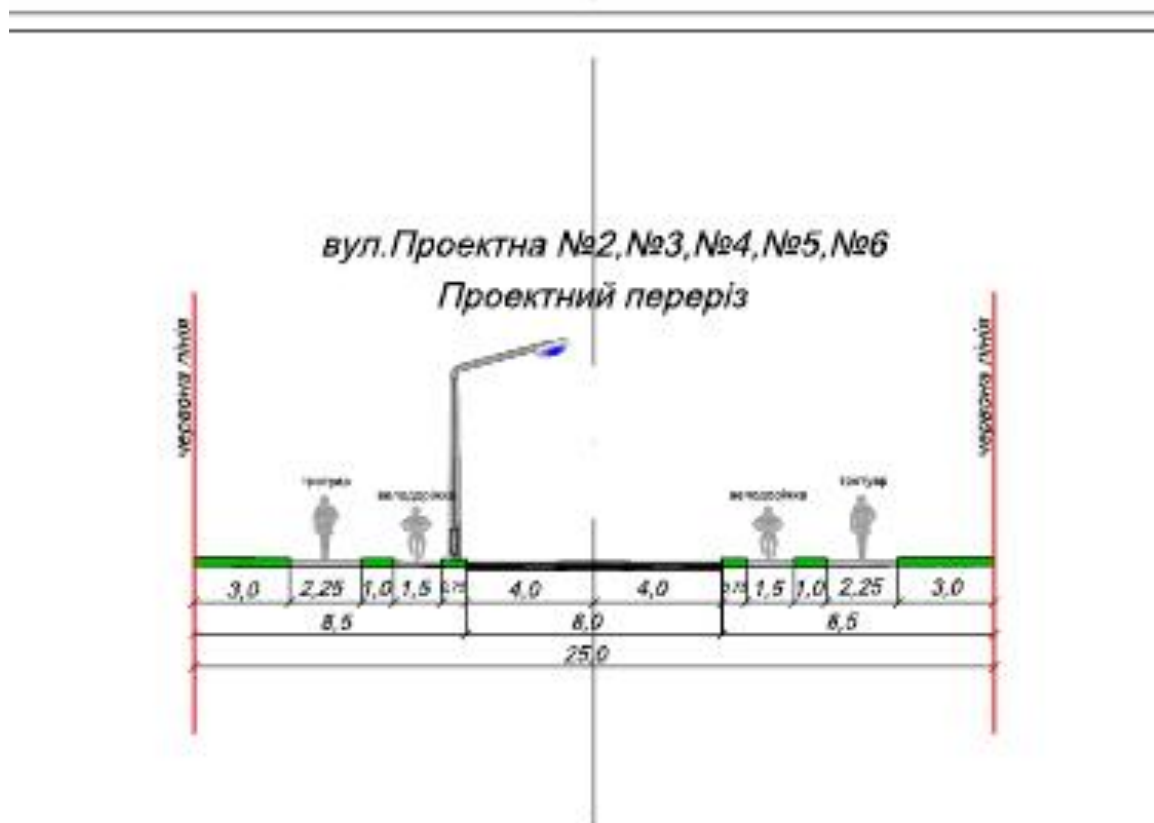 вул.Проектна №2,№3,№4,№5,№6
Проектний переріз
червона лінія
червона лінія
тротуар
велодоріжка
велодоріжка
тротуар
3,0 2,25 1,0 1,5 0,75 4,0 4,0 0,75 1,5 1,0 2,25 3,0
8,5 8,0 8,5
25,0